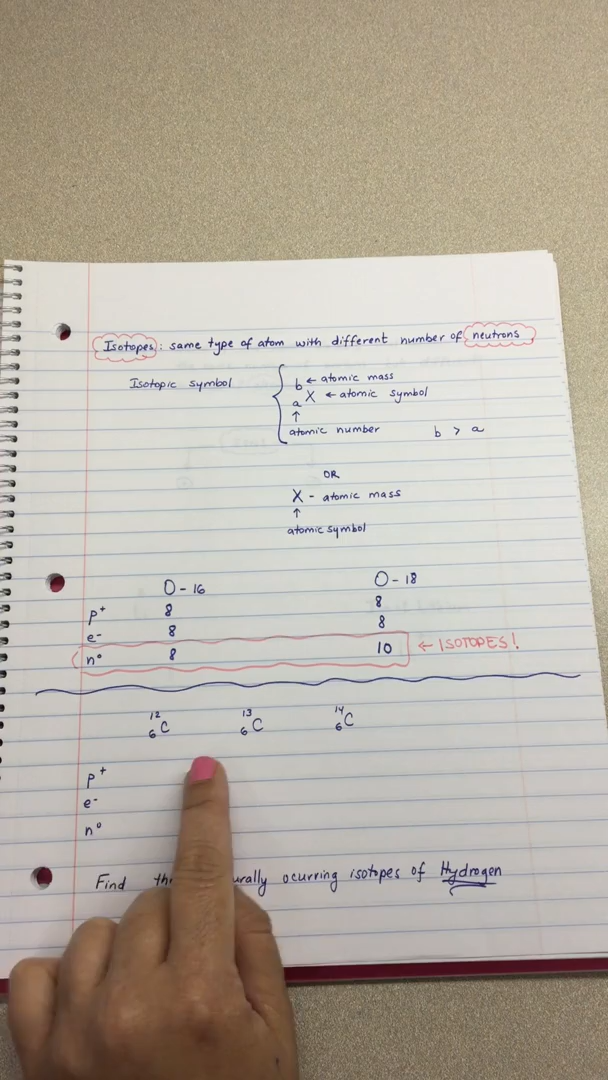 Isotopes: same type of atom with different number of neutrons
Isotopic symbol
b ← atomic mass
a X ← atomic symbol
↑
atomic number b > a
OR
X - atomic mass
↑
atomic symbol
O - 16 O - 18
p+ 8 8
e- 8 8
n° 8 10 ← ISOTOPES!
12 6 C 13 6 C 14 6 C
p+
e-
n°
Find ocurring isotopes of Hydrogen